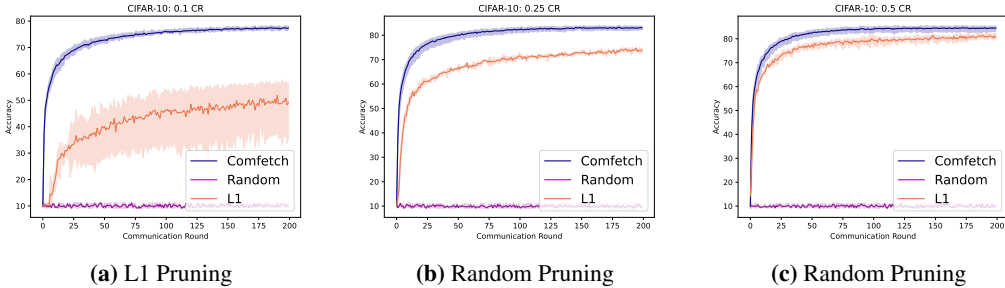 CIFAR-10: 0.1 CR
80
70
60
50
40
30
20
10
Accuracy
Comfetch
Random
L1
0 25 50 75 100 125 150 175 200
Communication Round
(a) L1 Pruning
CIFAR-10: 0.25 CR
80
70
60
50
40
30
20
10
Accuracy
Comfetch
Random
L1
0 25 50 75 100 125 150 175 200
Communication Round
(b) Random Pruning
CIFAR-10: 0.5 CR
80
70
60
50
40
30
20
10
Accuracy
Comfetch
Random
L1
0 25 50 75 100 125 150 175 200
Communication Round
(c) Random Pruning